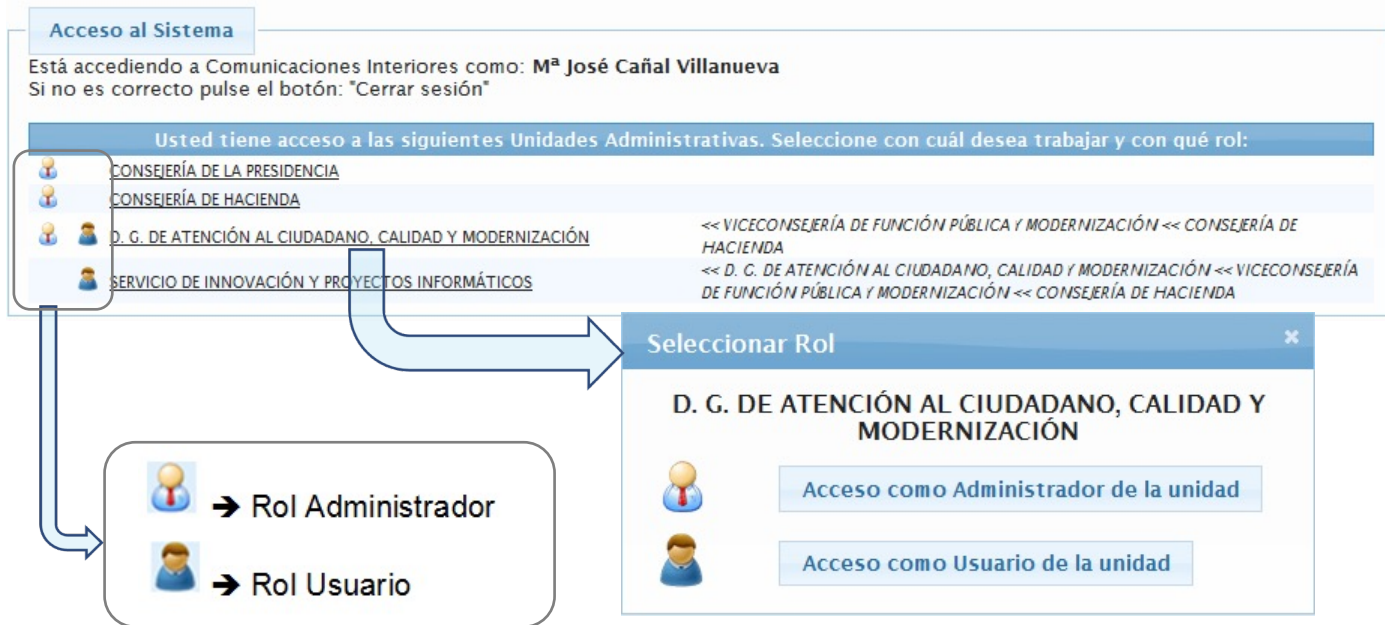 Acceso al Sistema
Está accediendo a Comunicaciones Interiores como: Mª José Cañal Villanueva
Si no es correcto pulse el botón: "Cerrar sesión"
Usted tiene acceso a las siguientes Unidades Administrativas. Seleccione con cuál desea trabajar y con qué rol:
CONSEJERÍA DE LA PRESIDENCIA
CONSEJERÍA DE HACIENDA
D. G. DE ATENCIÓN AL CIUDADANO, CALIDAD Y MODERNIZACIÓN
<< VICECONSEJERÍA DE FUNCIÓN PÚBLICA Y MODERNIZACIÓN << CONSEJERÍA DE
HACIENDA
SERVICIO DE INNOVACIÓN Y PROYECTOS INFORMÁTICOS
<< D. G. DE ATENCIÓN AL CIUDADANO, CALIDAD Y MODERNIZACIÓN << VICECONSEJERÍA
DE FUNCIÓN PÚBLICA Y MODERNIZACIÓN << CONSEJERÍA DE HACIENDA
Seleccionar Rol
D. G. DE ATENCIÓN AL CIUDADANO, CALIDAD Y
MODERNIZACIÓN
Acceso como Administrador de la unidad
Acceso como Usuario de la unidad
➔ Rol Administrador
➔ Rol Usuario